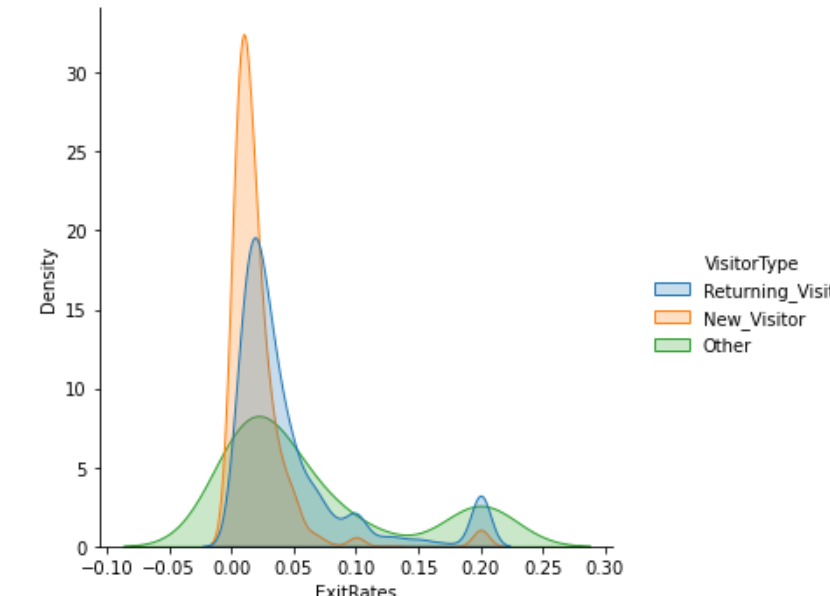 30
25
20
15
10
5
0
Density
−0.10 −0.05 0.00 0.05 0.10 0.15 0.20 0.25 0.30
ExitRates
VisitorType
Returning_Visi
New_Visitor
Other